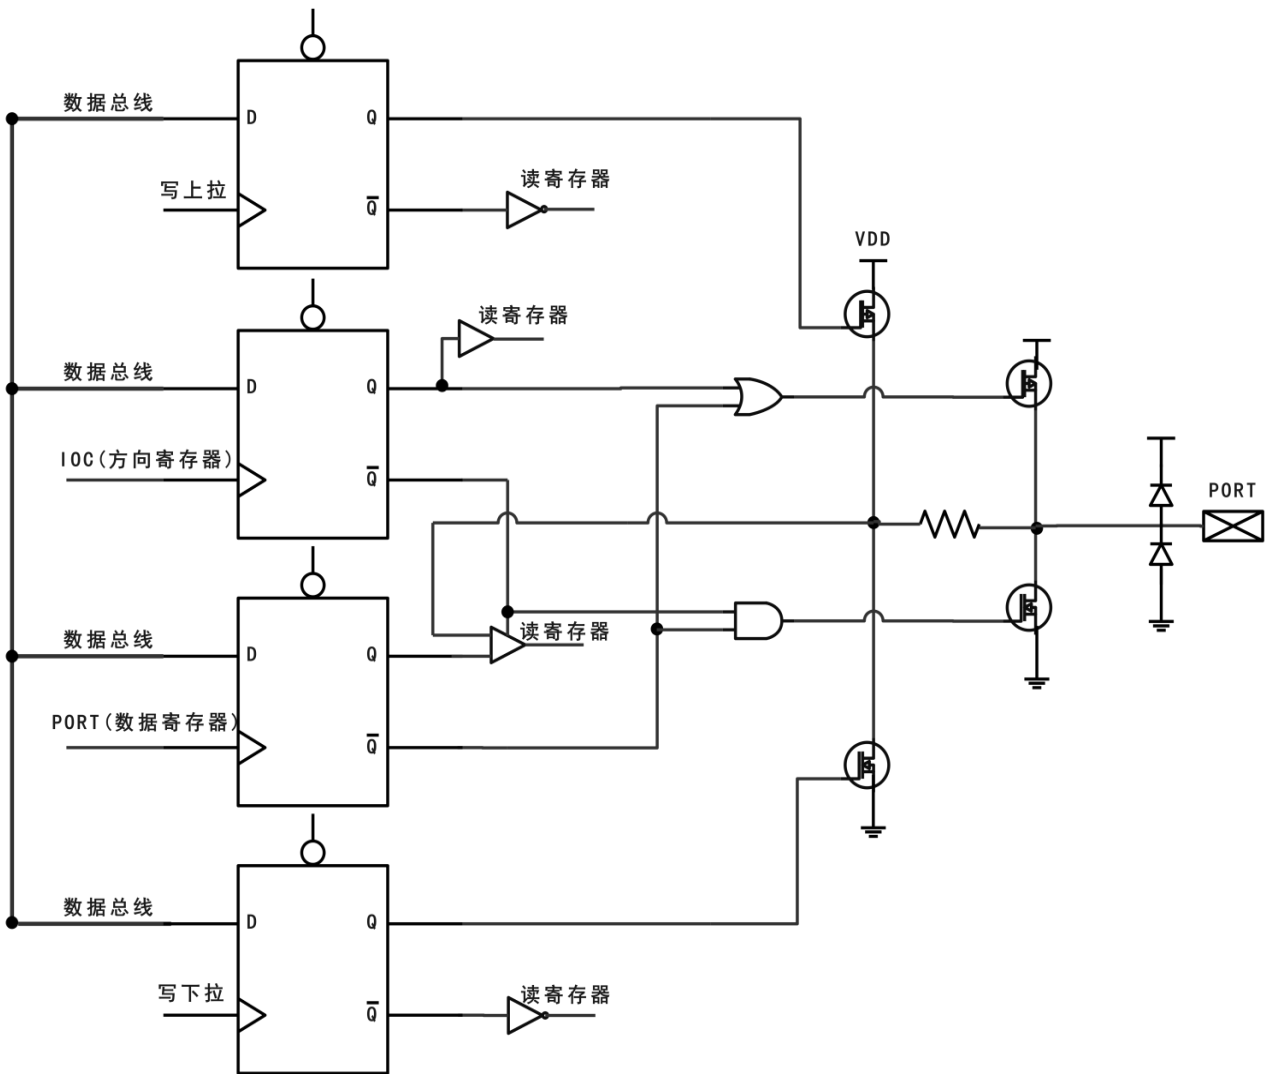 数据总线
D
Q
写上拉
Q
读寄存器
VDD
读寄存器
数据总线
D
Q
IOC(方向寄存器)
Q
PORT
数据总线
D
Q
读寄存器
PORT(数据寄存器)
Q
数据总线
D
Q
写下拉
Q
读寄存器